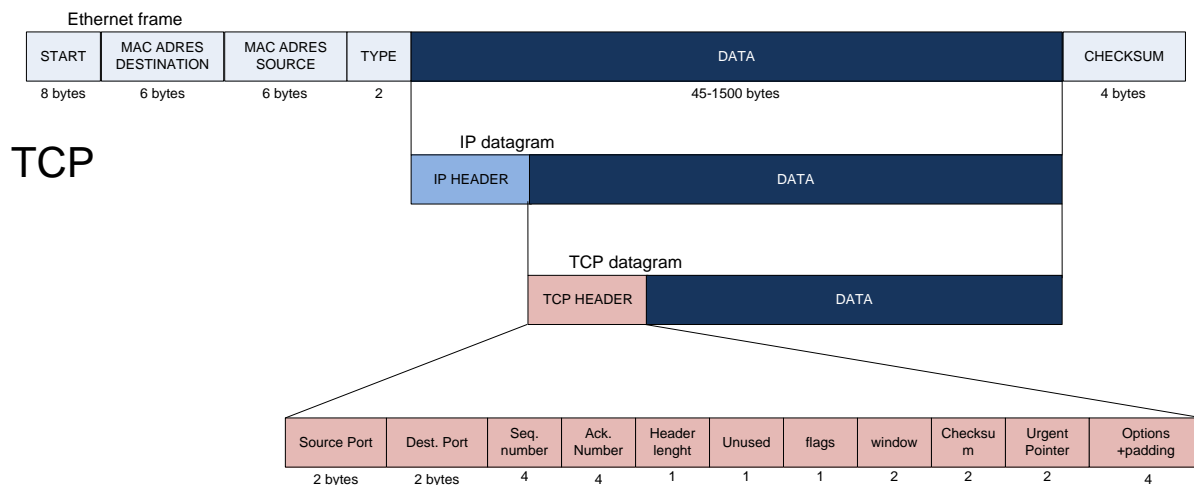 Ethernet frame
START
MAC ADRES
DESTINATION
MAC ADRES
SOURCE
TYPE
DATA
CHECKSUM
8 bytes
6 bytes
6 bytes
2
45-1500 bytes
4 bytes
TCP
IP datagram
IP HEADER
DATA
TCP datagram
TCP HEADER
DATA
Source Port
Dest. Port
Seq.
number
Ack.
Number
Header
lenght
Unused
flags
window
Checksu
m
Urgent
Pointer
Options
+padding
2 bytes
2 bytes
4
4
1
1
1
2
2
2
4